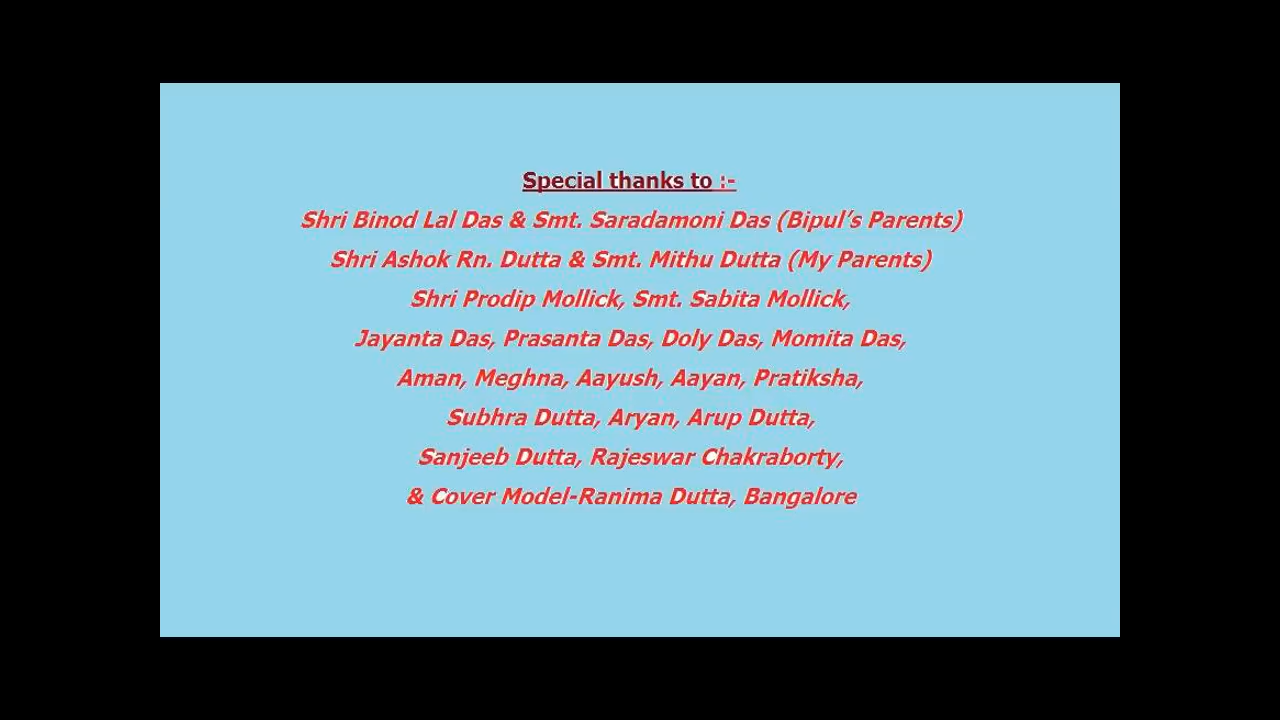 Special thanks to :-
Shri Binod Lal Das & Smt. Saradamoni Das (Bipul’s Parents)
Shri Ashok Rn. Dutta & Smt. Mithu Dutta (My Parents)
Shri Prodip Mollick, Smt. Sabita Mollick,
Jayanta Das, Prasanta Das, Doly Das, Momita Das,
Aman, Meghna, Aayush, Aayan, Pratiksha,
Subhra Dutta, Aryan, Arup Dutta,
Sanjeeb Dutta, Rajeswar Chakraborty,
& Cover Model-Ranima Dutta, Bangalore